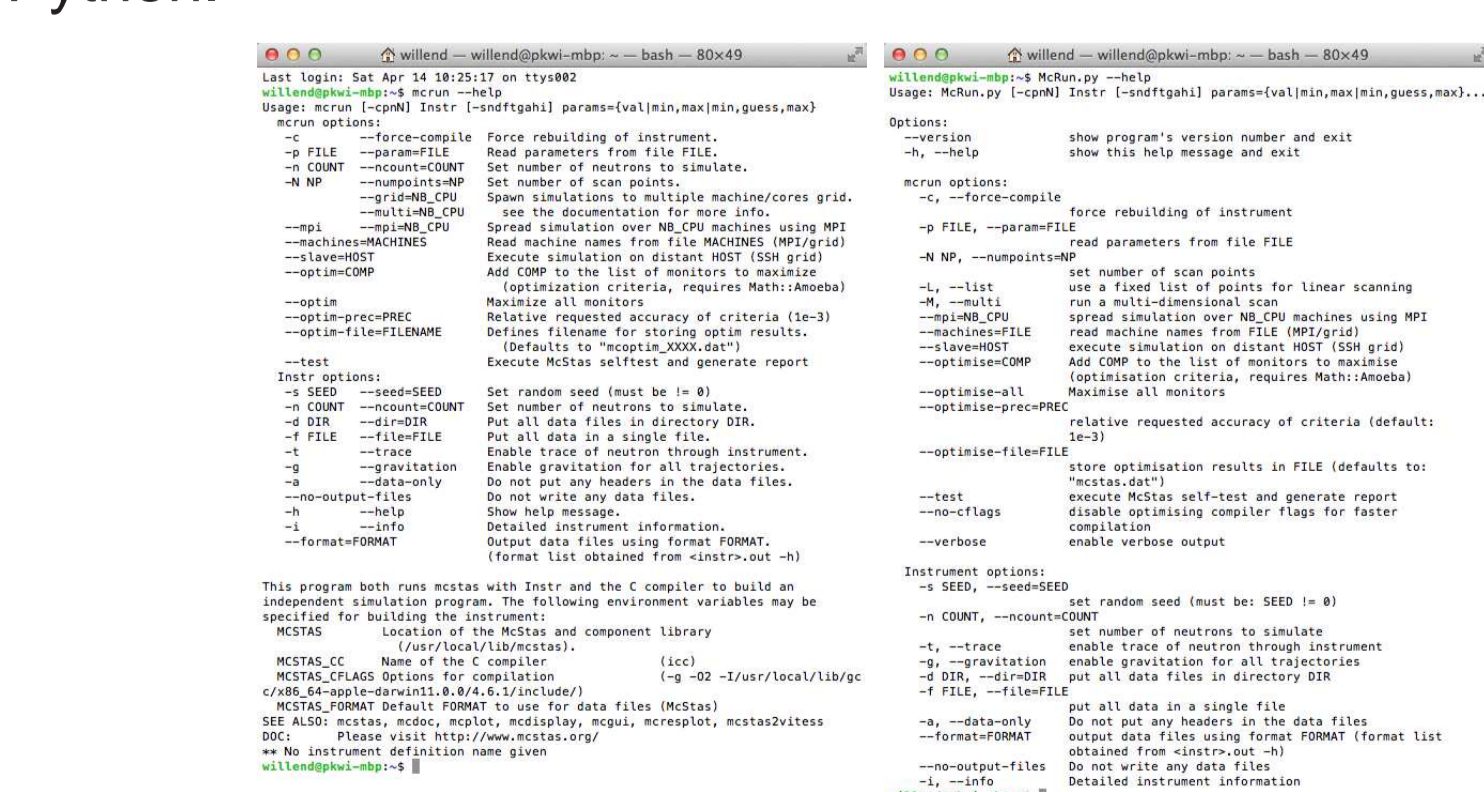 Python.
willend — willend@pkwi-mbp: ~ — bash — 80×49
Last login: Sat Apr 14 10:25:17 on ttys002
willend@pkwi-mbp:~$ mcrun --help
Usage: mcrun [-cpnN] Instr [-sndftgahi] params={val|min,max|min,guess,max}
mcrun options:
-c --force-compile Force rebuilding of instrument.
-p FILE --param=FILE Read parameters from file FILE.
-n COUNT --ncount=COUNT Set number of neutrons to simulate.
-N NP --numpoints=NP Set number of scan points.
--grid=NB_CPU Spawn simulations to multiple machine/cores grid.
--multi=NB_CPU see the documentation for more info.
--mpi --mpi=NB_CPU Spread simulation over NB_CPU machines using MPI
--machines=MACHINES Read machine names from file MACHINES (MPI/grid)
--slave=HOST Execute simulation on distant HOST (SSH grid)
--optim=COMP Add COMP to the list of monitors to maximize
(optimization criteria, requires Math::Amoeba)
--optim Maximize all monitors
--optim-prec=PREC Relative requested accuracy of criteria (1e-3)
--optim-file=FILENAME Defines filename for storing optim results.
(Defaults to "mcoptim_XXXX.dat")
--test Execute McStas selftest and generate report
Instr options:
-s SEED --seed=SEED Set random seed (must be != 0)
-n COUNT --ncount=COUNT Set number of neutrons to simulate.
-d DIR --dir=DIR Put all data files in directory DIR.
-f FILE --file=FILE Put all data in a single file.
-t --trace Enable trace of neutron through instrument.
-g --gravitation Enable gravitation for all trajectories.
-a --data-only Do not put any headers in the data files.
--no-output-files Do not write any data files.
-h --help Show help message.
-i --info Detailed instrument information.
--format=FORMAT Output data files using format FORMAT.
(format list obtained from <instr>.out -h)
This program both runs mcstas with Instr and the C compiler to build an
independent simulation program. The following environment variables may be
specified for building the instrument:
MCSTAS Location of the McStas and component library
(/usr/local/lib/mcstas).
MCSTAS_CC Name of the C compiler (icc)
MCSTAS_CFLAGS Options for compilation (-g -O2 -I/usr/local/lib/gc
c/x86_64-apple-darwin11.0.0/4.6.1/include/)
MCSTAS_FORMAT Default FORMAT to use for data files (McStas)
SEE ALSO: mcstas, mcdoc, mcplot, mcdisplay, mcgui, mcresplot, mcstas2vitess
DOC: Please visit http://www.mcstas.org/
** No instrument definition name given
willend@pkwi-mbp:~$
willend — willend@pkwi-mbp: ~ — bash — 80×49
willend@pkwi-mbp:~$ McRun.py --help
Usage: McRun.py [-cpnN] Instr [-sndftgahi] params={val|min,max|min,guess,max}...
Options:
--version show program's version number and exit
-h, --help show this help message and exit
mcrun options:
-c, --force-compile
force rebuilding of instrument
-p FILE, --param=FILE
read parameters from file FILE
-N NP, --numpoints=NP
set number of scan points
-L, --list use a fixed list of points for linear scanning
-M, --multi run a multi-dimensional scan
--mpi=NB_CPU spread simulation over NB_CPU machines using MPI
--machines=FILE read machine names from FILE (MPI/grid)
--slave=HOST execute simulation on distant HOST (SSH grid)
--optimise=COMP Add COMP to the list of monitors to maximise
(optimisation criteria, requires Math::Amoeba)
--optimise-all Maximise all monitors
--optimise-prec=PREC
relative requested accuracy of criteria (default:
1e-3)
--optimise-file=FILE
store optimisation results in FILE (defaults to:
"mcstas.dat")
--test execute McStas self-test and generate report
--no-cflags disable optimising compiler flags for faster
compilation
--verbose enable verbose output
Instrument options:
-s SEED, --seed=SEED
set random seed (must be: SEED != 0)
-n COUNT, --ncount=COUNT
set number of neutrons to simulate
-t, --trace enable trace of neutron through instrument
-g, --gravitation enable gravitation for all trajectories
-d DIR, --dir=DIR put all data files in directory DIR
-f FILE, --file=FILE
put all data in a single file
-a, --data-only Do not put any headers in the data files
--format=FORMAT output data files using format FORMAT (format list
obtained from <instr>.out -h)
--no-output-files Do not write any data files
-i, --info Detailed instrument information